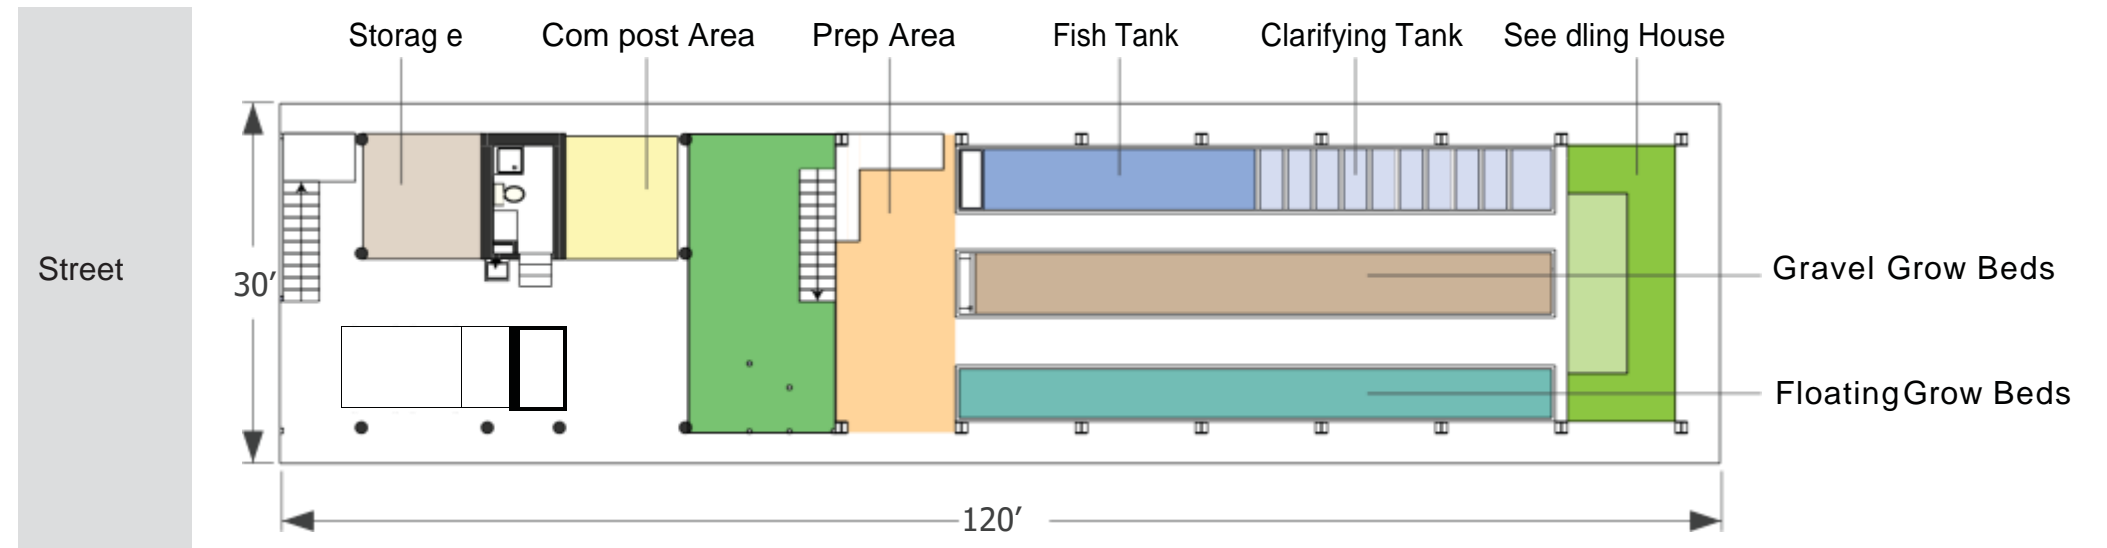 Storag e
Com post Area
Prep Area
Fish Tank
Clarifying Tank
See dling House
Street
30’
Gravel Grow Beds
Floating Grow Beds
120’